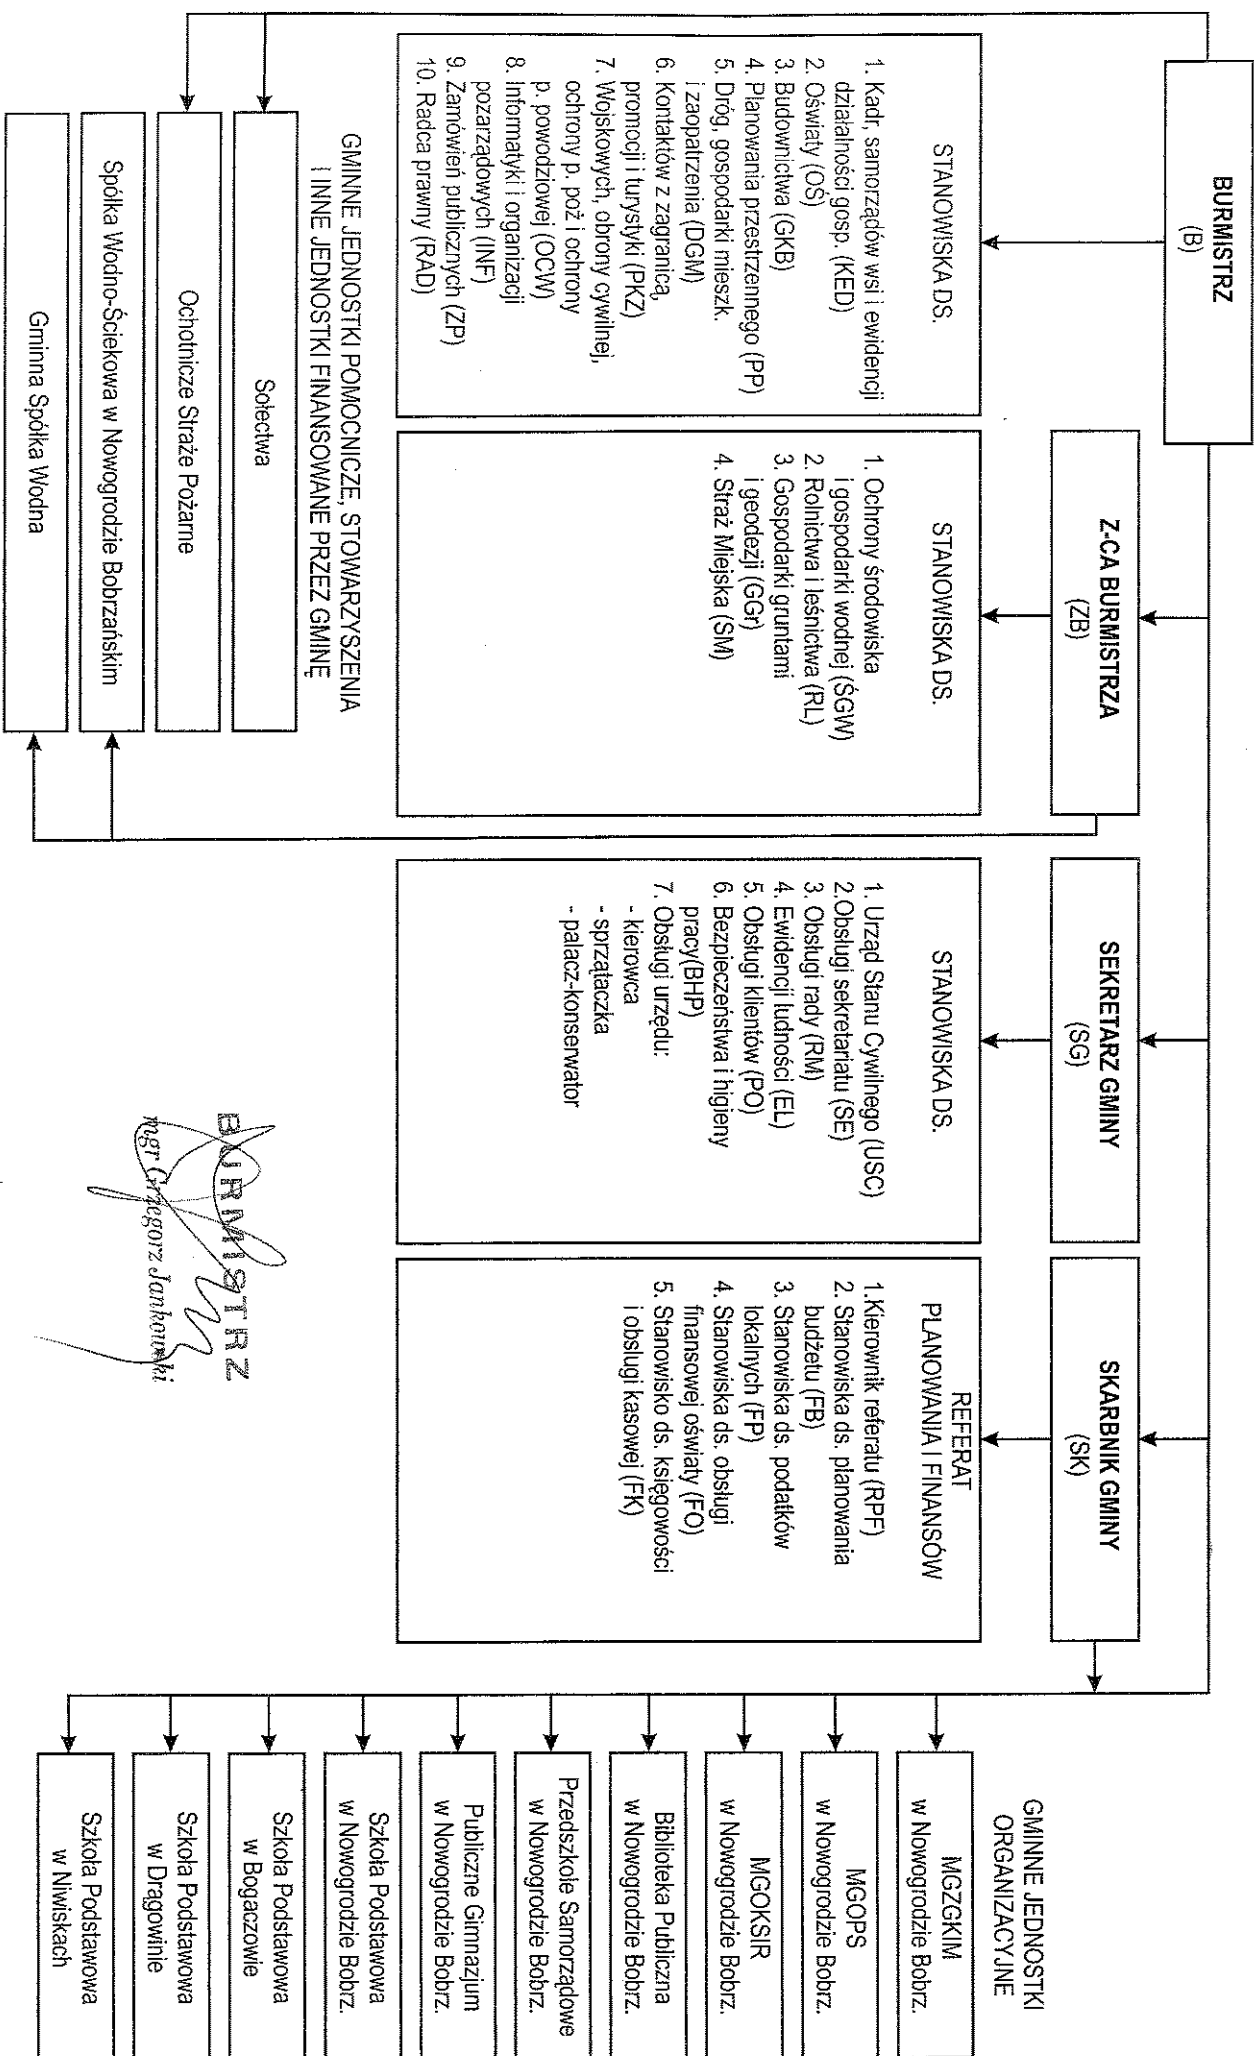 BURMISTRZ
(B)
Z-CA BURMISTRZA
(ZB)
SEKRETARZ GMINY
(SG)
SKARBNIK GMINY
(SK)
STANOWISKA DS.
1. Kadr, samorządów wsi i ewidencji
działalności gosp. (KED)
2. Oświaty (OŚ)
3. Budownictwa (GKB)
4. Planowania przestrzennego (PP)
5. Dróg, gospodarki mieszk.
i zaopatrzenia (DGM)
6. Kontaktów z zagranicą,
promocji i turystyki (PKZ)
7. Wojskowych, obrony cywilnej,
ochrony p. poż i ochrony
p. powodziowej (OCW)
8. Informatyki i organizacji
pozarządowych (INF)
9. Zamówień publicznych (ZP)
10. Radca prawny (RAD)
STANOWISKA DS.
1. Ochrony środowiska
i gospodarki wodnej (ŚGW)
2. Rolnictwa i leśnictwa (RL)
3. Gospodarki gruntami
i geodezji (GGr)
4. Straż Miejska (SM)
STANOWISKA DS.
1. Urząd Stanu Cywilnego (USC)
2.Obsługi sekretariatu (SE)
3. Obsługi rady (RM)
4. Ewidencji ludności (EL)
5. Obsługi klientów (PO)
6. Bezpieczeństwa i higieny
pracy(BHP)
7. Obsługi urzędu:
- kierowca
- sprzątaczka
- palacz-konserwator
REFERAT
PLANOWANIA I FINANSÓW
1.Kierownik referatu (RPF)
2. Stanowiska ds. planowania
budżetu (FB)
3. Stanowiska ds. podatków
lokalnych (FP)
4. Stanowiska ds. obsługi
finansowej oświaty (FO)
5. Stanowisko ds. księgowości
i obsługi kasowej (FK)
GMINNE JEDNOSTKI POMOCNICZE, STOWARZYSZENIA
I INNE JEDNOSTKI FINANSOWANE PRZEZ GMINĘ
Sołectwa
Ochotnicze Straże Pożarne
Spółka Wodno-Ściekowa w Nowogrodzie Bobrzańskim
Gminna Spółka Wodna
BURMISTRZ
mgr Grzegorz Jankowski
GMINNE JEDNOSTKI
ORGANIZACYJNE
MGZGKIM
w Nowogrodzie Bobrz.
MGOPS
w Nowogrodzie Bobrz.
MGOKSIR
w Nowogrodzie Bobrz.
Biblioteka Publiczna
w Nowogrodzie Bobrz.
Przedszkole Samorządowe
w Nowogrodzie Bobrz.
Publiczne Gimnazjum
w Nowogrodzie Bobrz.
Szkoła Podstawowa
w Nowogrodzie Bobrz.
Szkoła Podstawowa
w Bogaczowie
Szkoła Podstawowa
w Dragowinie
Szkoła Podstawowa
w Niwiskach